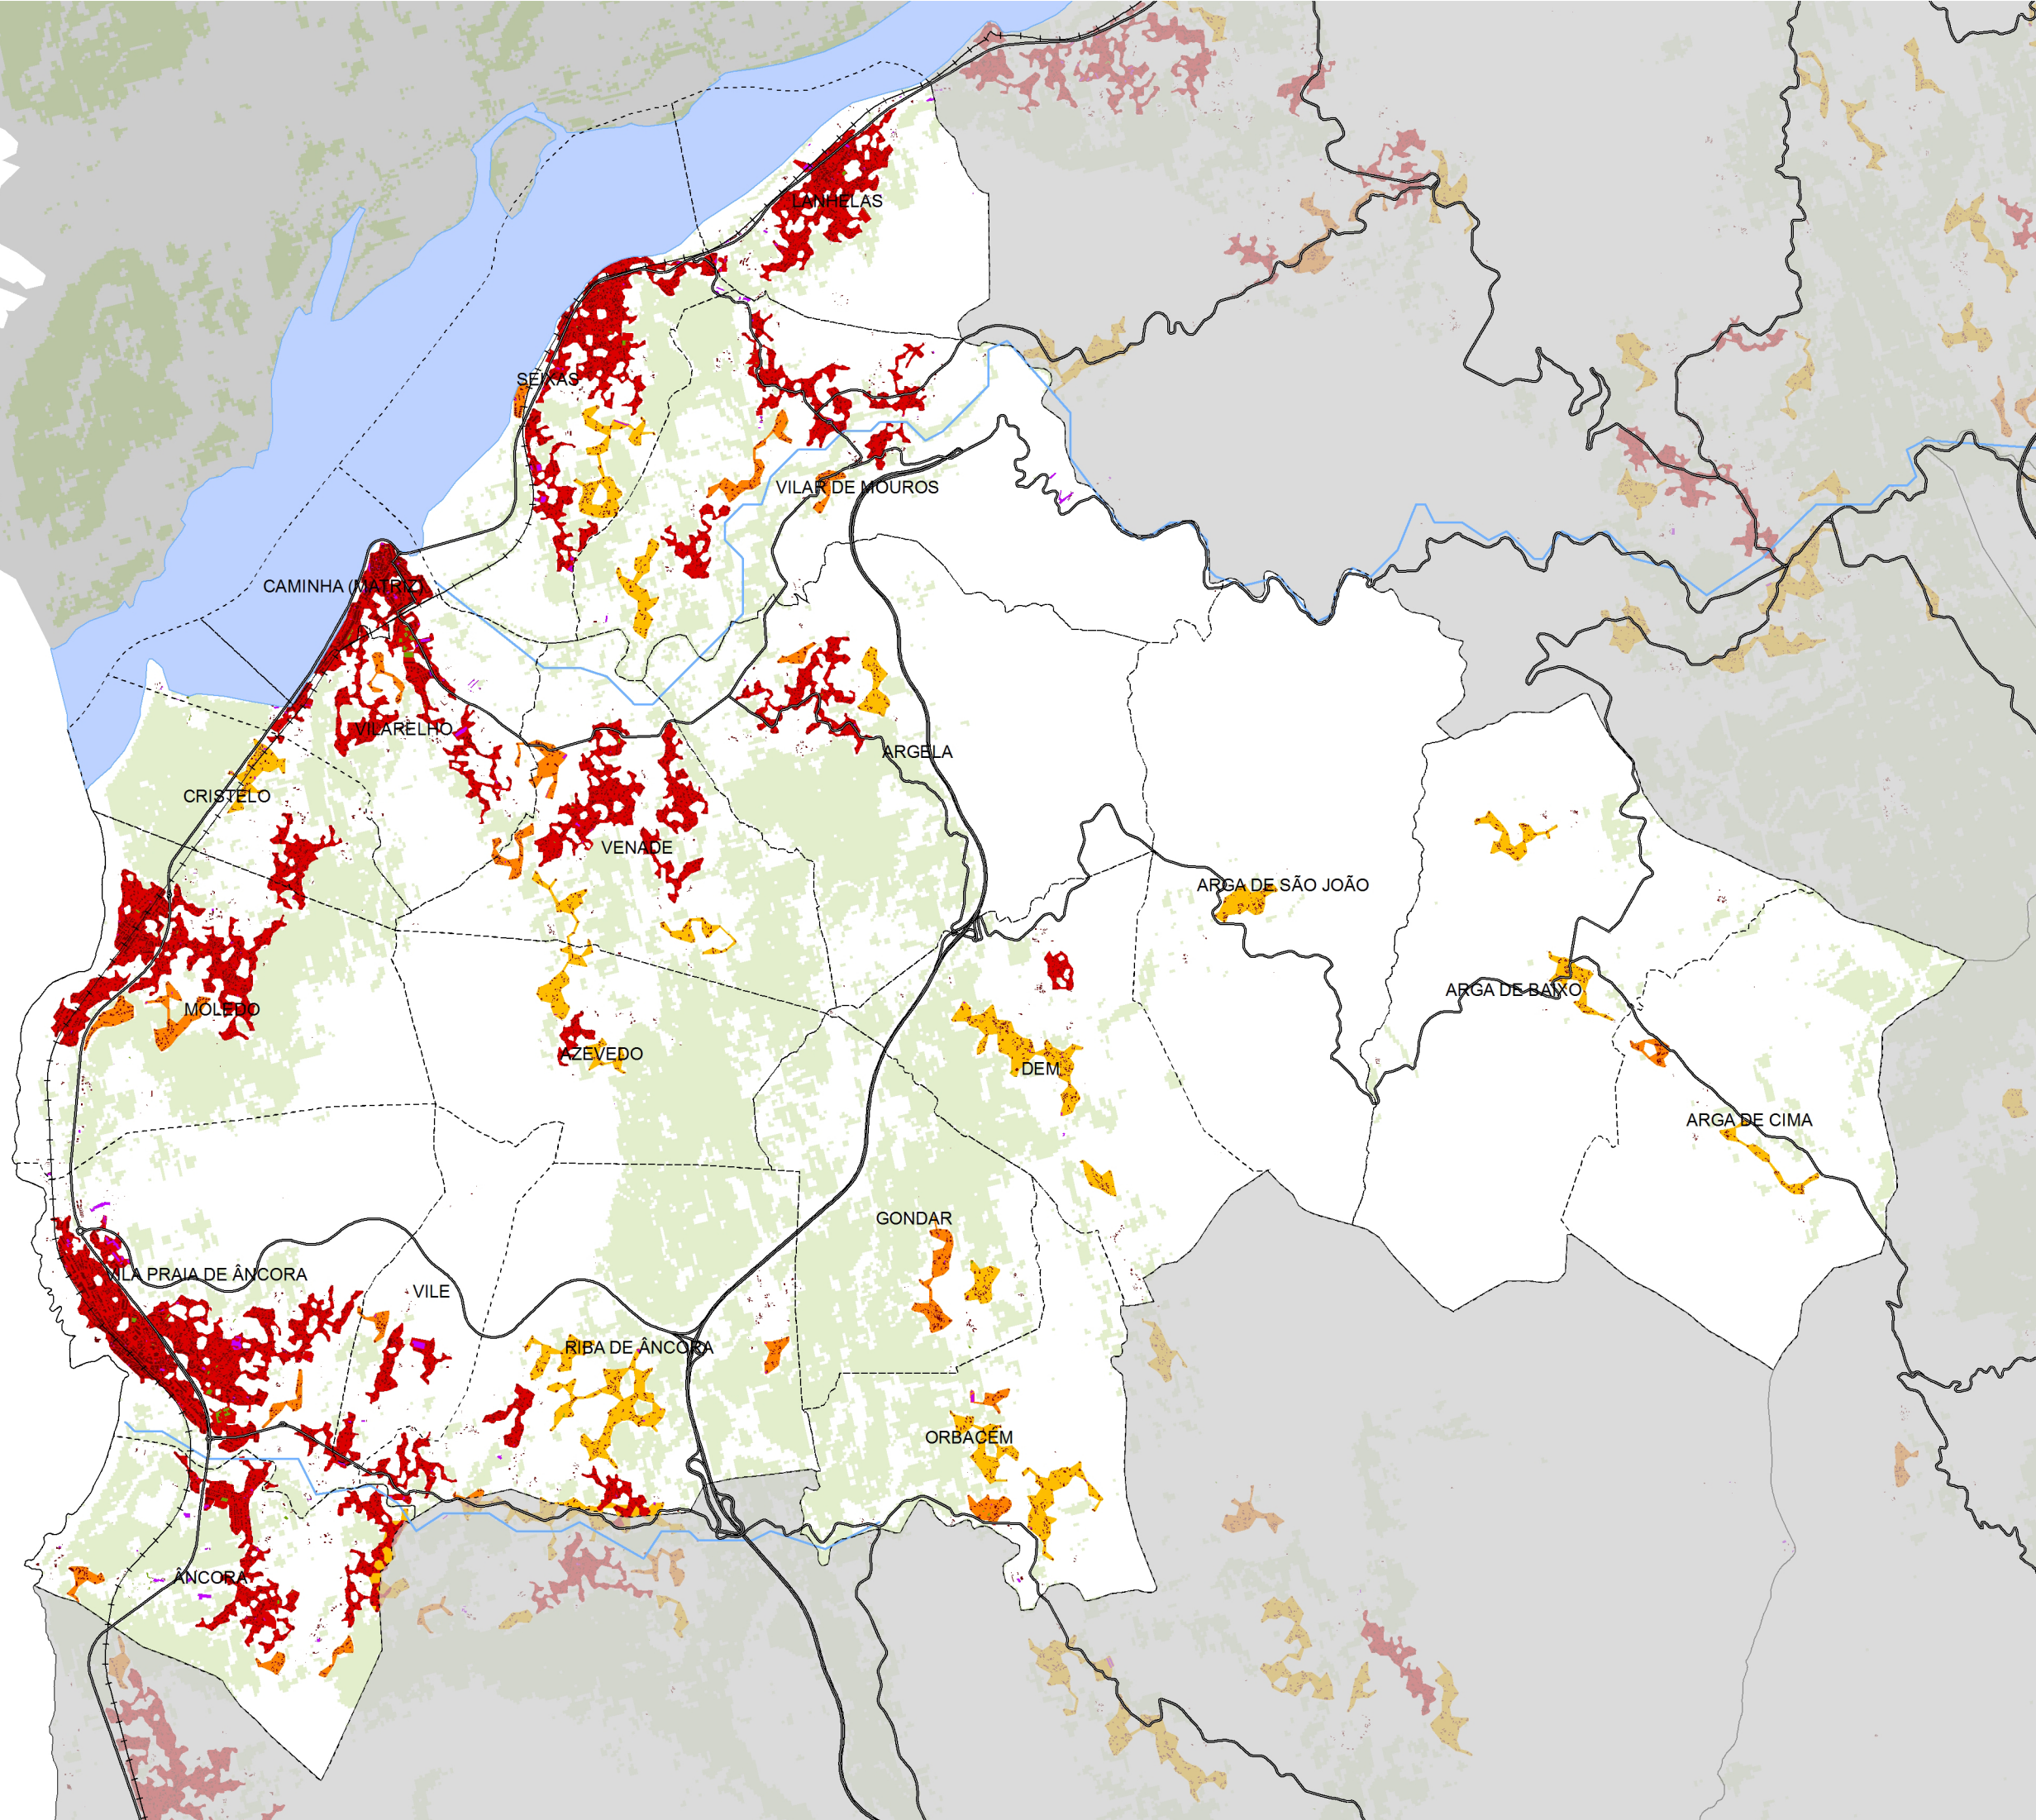 LANHELAS
SEIXAS
VILAR DE MOUROS
CAMINHA (MATRIZ)
VILARELHO
ARGELA
CRISTELO
VENADE
ARGA DE SÃO JOÃO
ARGA DE BAIXO
MOLEDO
AZEVEDO
DEM
ARGA DE CIMA
GONDAR
VILA PRAIA DE ÂNCORA
VILE
RIBA DE ÂNCORA
ORBACÉM
ÂNCORA